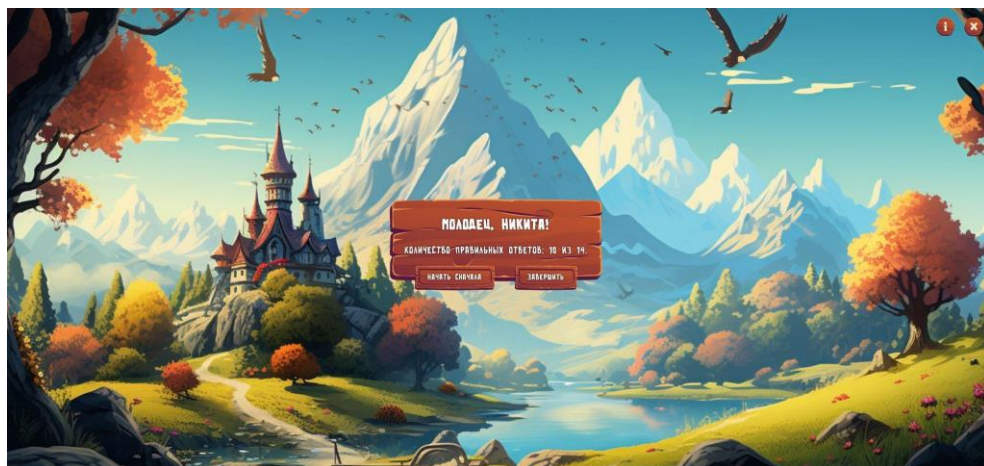 МОЛОДЕЦ, НИКИТА!
КОЛИЧЕСТВО ПРАВИЛЬНЫХ ОТВЕТОВ: 10 ИЗ 14.
НАЧАТЬ СНАЧАЛА
ЗАВЕРШИТЬ